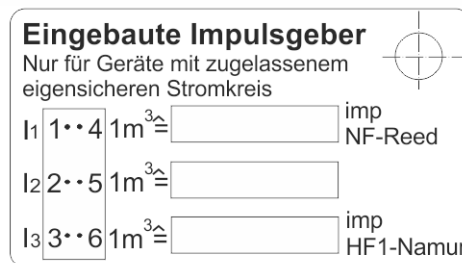 Eingebaute Impulsgeber
Nur für Geräte mit zugelassenem
eigensicheren Stromkreis
I1 1··4 1m³≙ imp
NF-Reed
I2 2··5 1m³≙
I3 3··6 1m³≙ imp
HF1-Namur